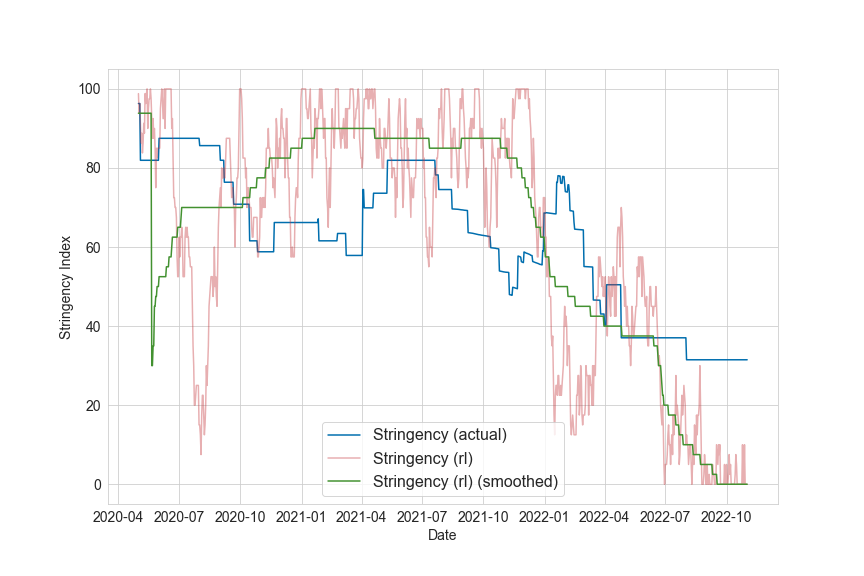 100
80
60
40
20
0
Stringency Index
Stringency (actual)
Stringency (rl)
Stringency (rl) (smoothed)
2020-04 2020-07 2020-10 2021-01 2021-04 2021-07 2021-10 2022-01 2022-04 2022-07 2022-10
Date